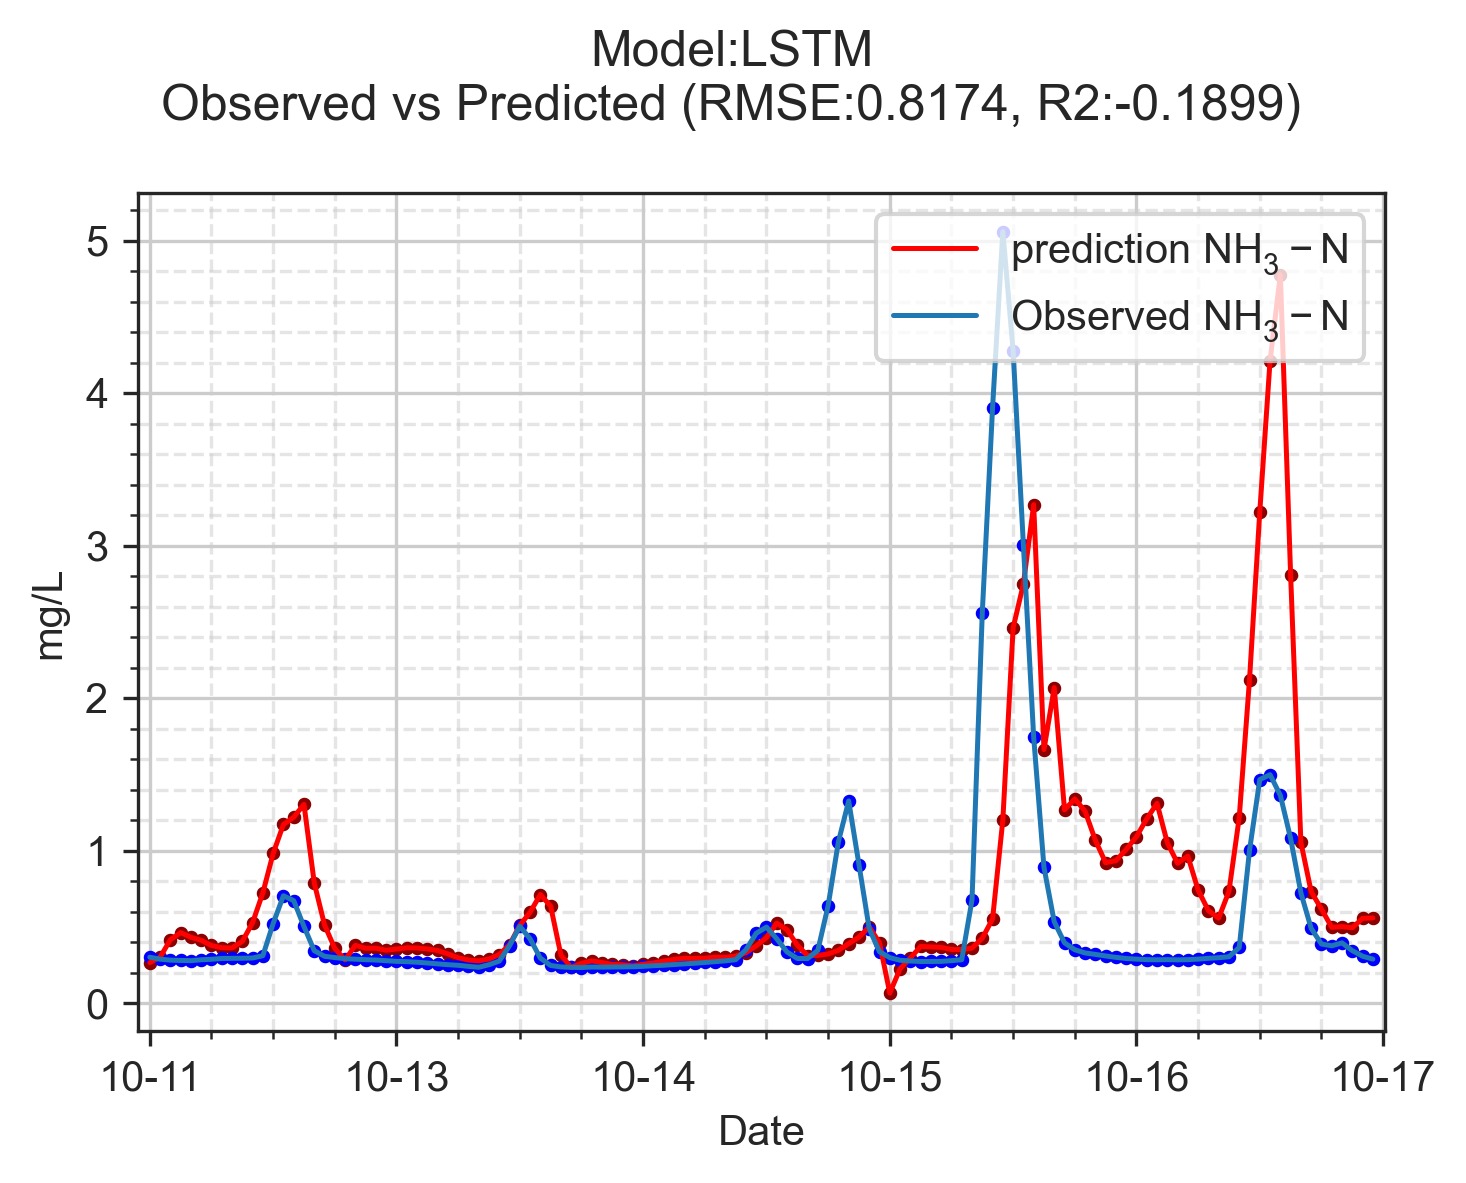 Model:LSTM
Observed vs Predicted (RMSE:0.8174, R2:-0.1899)
prediction NH₃ − N
Observed NH₃ − N
5
4
3
2
1
0
mg/L
10-11 10-13 10-14 10-15 10-16 10-17
Date